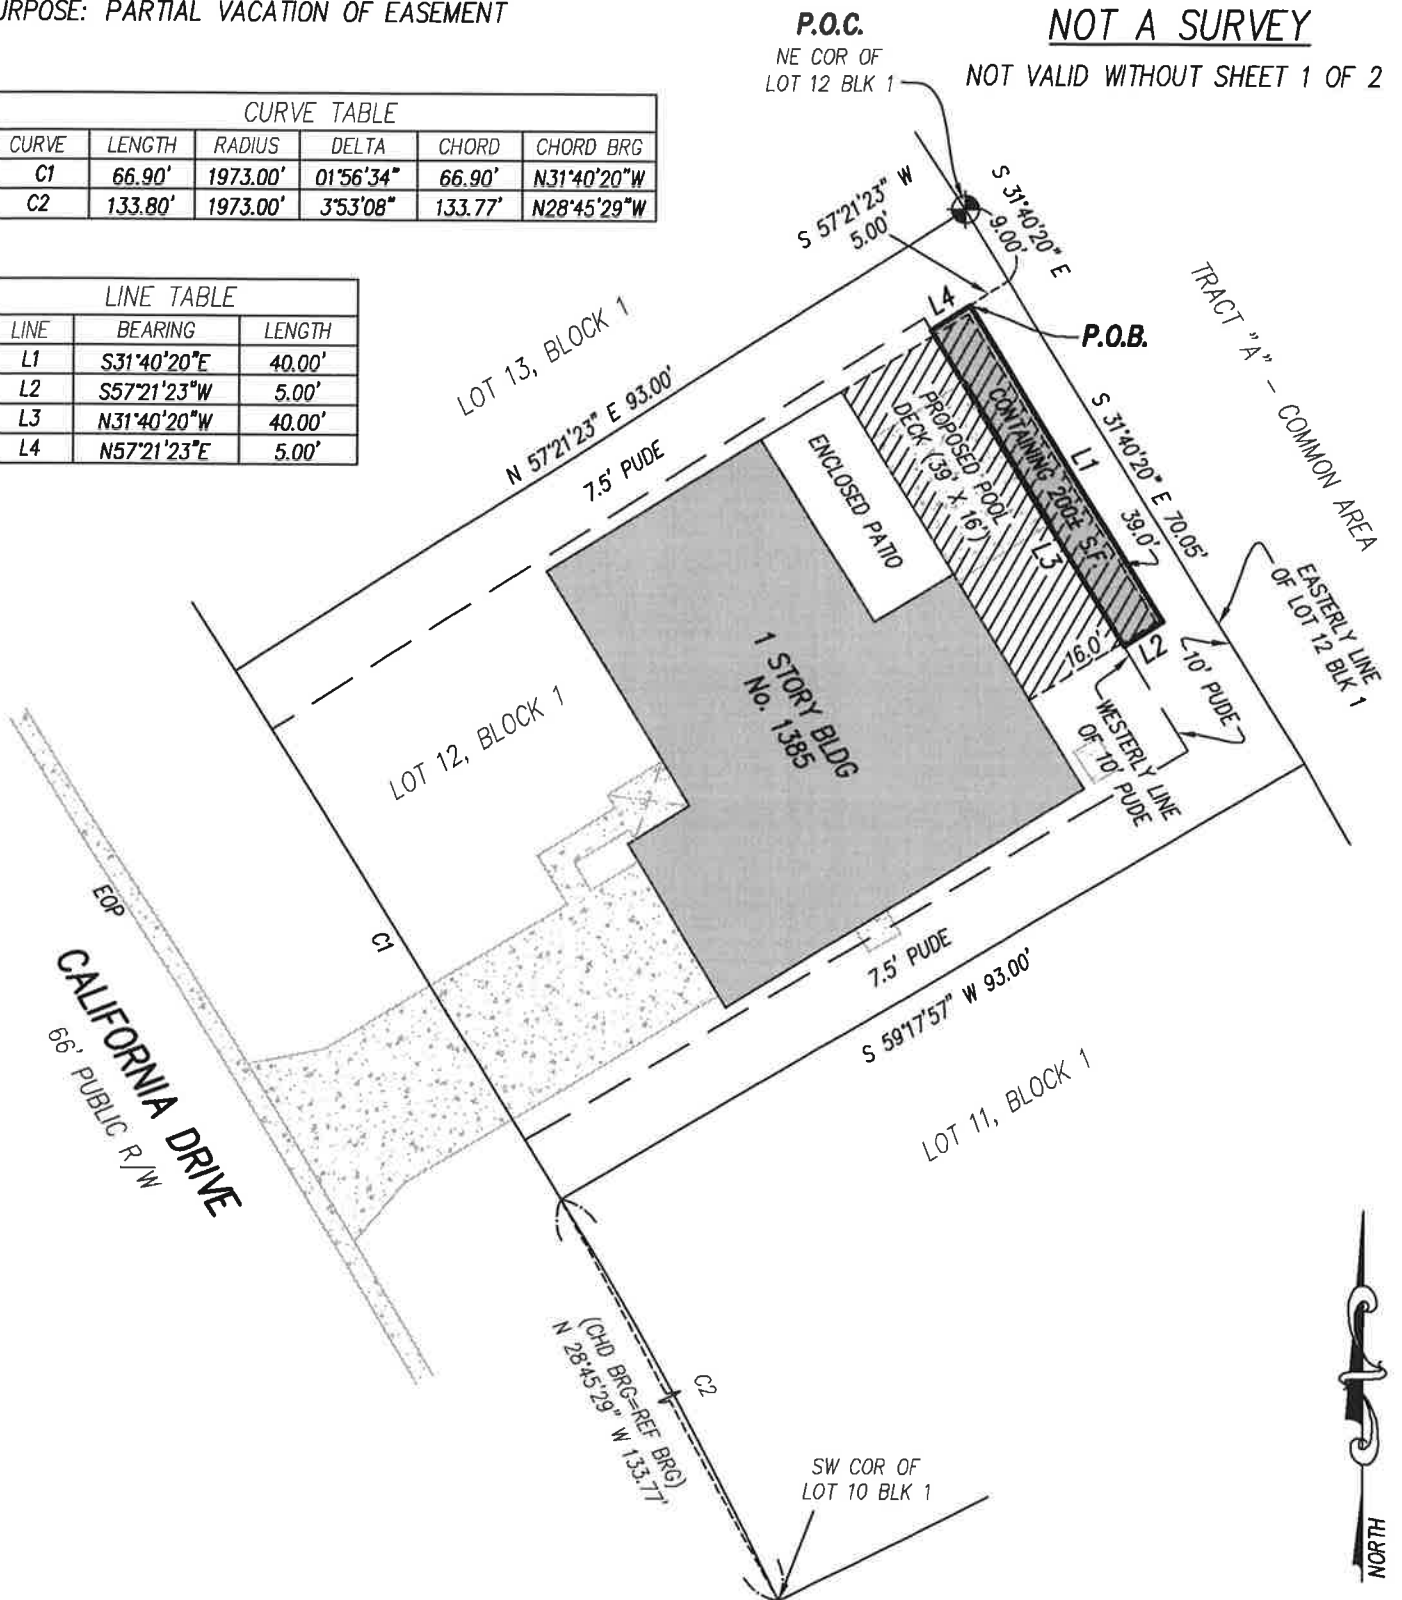 URPOSE: PARTIAL VACATION OF EASEMENT
P.O.C.
NE COR OF
LOT 12 BLK 1
NOT A SURVEY
NOT VALID WITHOUT SHEET 1 OF 2
CURVE TABLE
CURVE LENGTH RADIUS DELTA CHORD CHORD BRG
C1 66.90' 1973.00' 01°56'34" 66.90' N31°40'20"W
C2 133.80' 1973.00' 3°53'08" 133.77' N28°45'29"W
LINE TABLE
LINE BEARING LENGTH
L1 S31°40'20"E 40.00'
L2 S57°21'23"W 5.00'
L3 N31°40'20"W 40.00'
L4 N57°21'23"E 5.00'
S 57°21'23" W
5.00'
S 31°40'20" E
9.00'
TRACT "A" - COMMON AREA
L4
P.O.B.
LOT 13, BLOCK 1
N 57°21'23" E 93.00'
7.5' PUDE
ENCLOSED PATIO
PROPOSED POOL
DECK (39' X 16')
CONTAINING 200± S.F.
L1
S 31°40'20" E 70.05'
39.0'
L3
16.0'
L2
10' PUDE
EASTERLY LINE
OF LOT 12 BLK 1
WESTERLY LINE
OF 10' PUDE
1 STORY BLDG
No. 1385
LOT 12, BLOCK 1
EOP
C1
CALIFORNIA DRIVE
66' PUBLIC R/W
7.5' PUDE
S 59°17'57" W 93.00'
LOT 11, BLOCK 1
C2
(CHD BRG=REF BRG)
N 28°45'29" W 133.77'
SW COR OF
LOT 10 BLK 1
NORTH